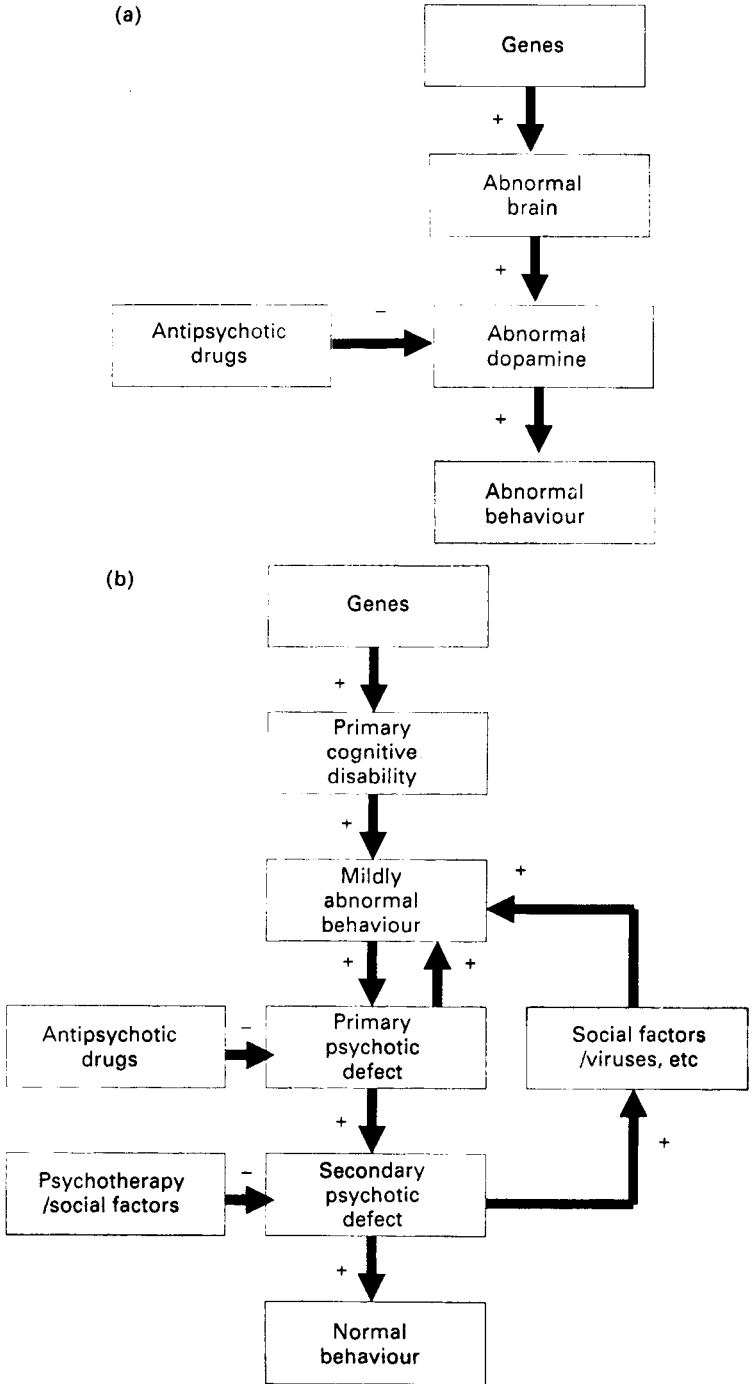 (a)
Genes
+
Abnormal
brain
+
Antipsychotic
drugs
−
Abnormal
dopamine
+
Abnormal
behaviour
(b)
Genes
+
Primary
cognitive
disability
+
Mildly
abnormal
behaviour
+
+
+
Antipsychotic
drugs
−
Primary
psychotic
defect
Social factors
/viruses, etc
+
+
Psychotherapy
/social factors
−
Secondary
psychotic
defect
+
Normal
behaviour